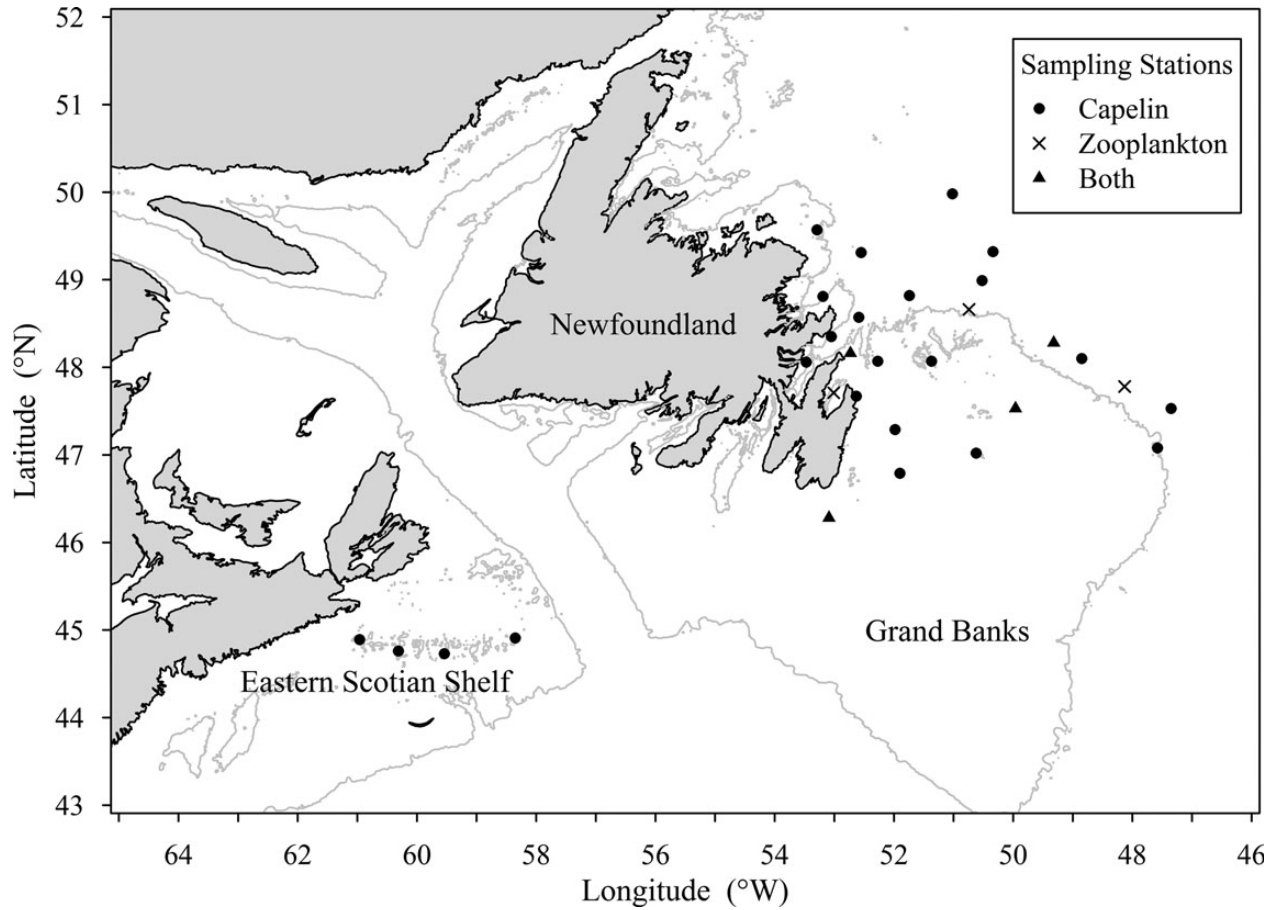 52
51
50
49
48
47
46
45
44
43
Latitude (°N)
Sampling Stations
Capelin
Zooplankton
Both
Newfoundland
Grand Banks
Eastern Scotian Shelf
64 62 60 58 56 54 52 50 48 46
Longitude (°W)